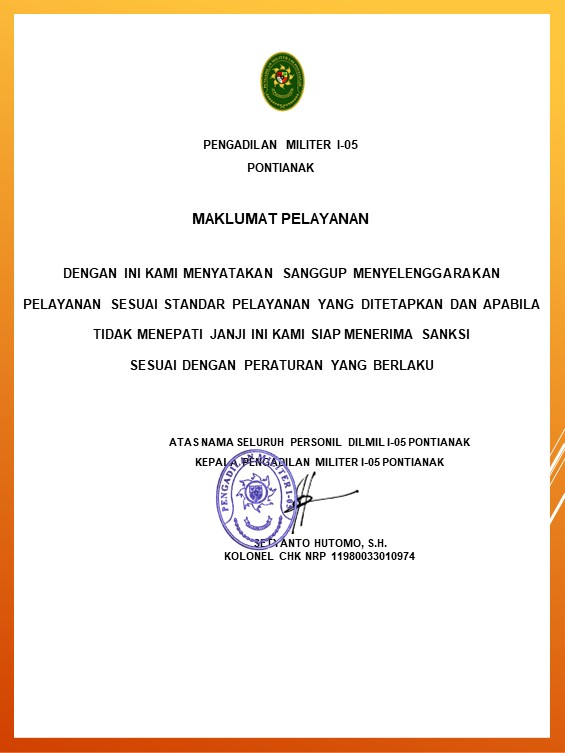 PENGADILAN MILITER I-05
PONTIANAK
MAKLUMAT PELAYANAN
DENGAN INI KAMI MENYATAKAN SANGGUP MENYELENGGARAKAN
PELAYANAN SESUAI STANDAR PELAYANAN YANG DITETAPKAN DAN APABILA
TIDAK MENEPATI JANJI INI KAMI SIAP MENERIMA SANKSI
SESUAI DENGAN PERATURAN YANG BERLAKU
ATAS NAMA SELURUH PERSONIL DILMIL I-05 PONTIANAK
KEPALA PENGADILAN MILITER I-05 PONTIANAK
PENGADILAN MILITER I-05
SETYANTO HUTOMO, S.H.
KOLONEL CHK NRP 11980033010974